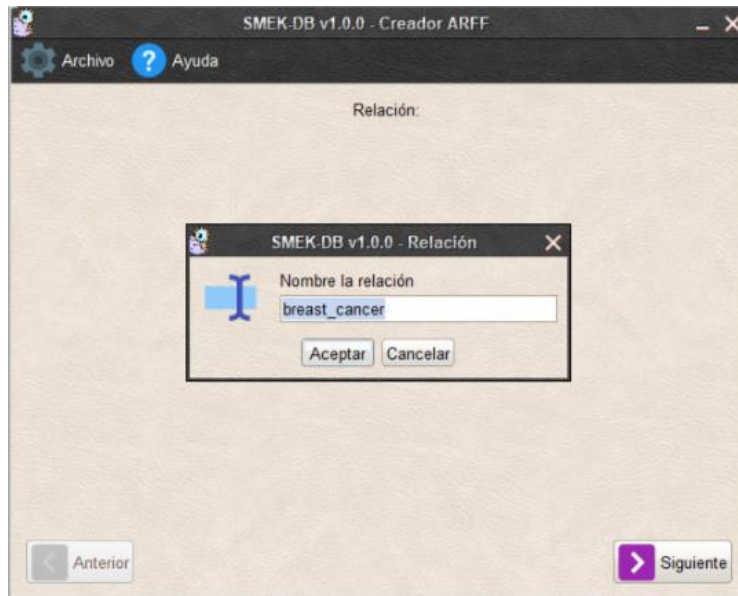 SMEK-DB v1.0.0 - Creador ARFF
Archivo Ayuda
Relación:
SMEK-DB v1.0.0 - Relación
Nombre la relación
breast_cancer
Aceptar Cancelar
Anterior Siguiente